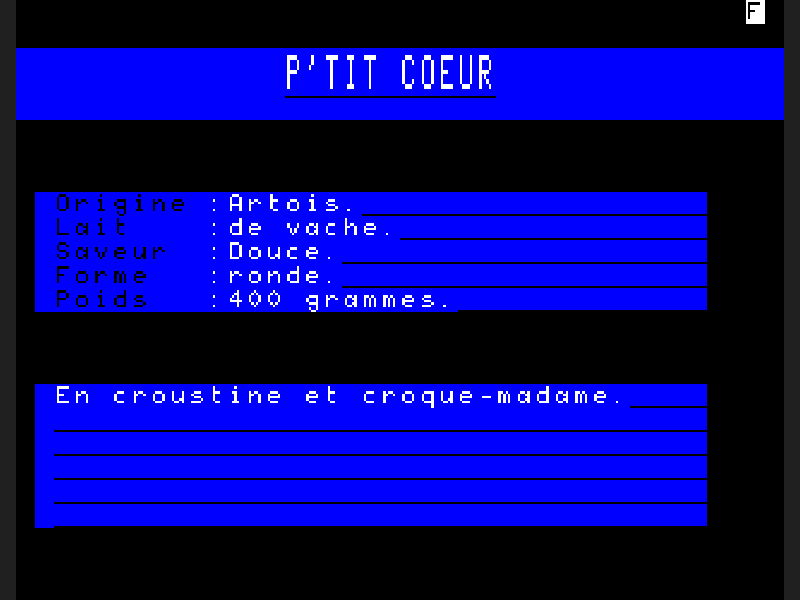 F
P'TIT COEUR
Origine :Artois.
Lait :de vache.
Saveur :Douce.
Forme :ronde.
Poids :400 grammes.
En croustine et croque-madame.